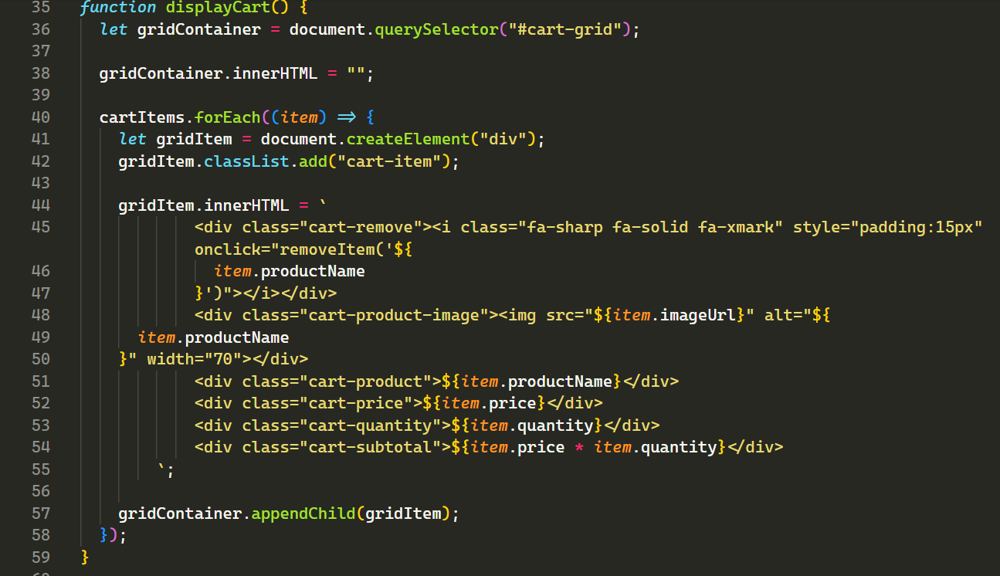 35 function displayCart() {
36 let gridContainer = document.querySelector("#cart-grid");
37
38 gridContainer.innerHTML = "";
39
40 cartItems.forEach((item) => {
41 let gridItem = document.createElement("div");
42 gridItem.classList.add("cart-item");
43
44 gridItem.innerHTML = `
45 <div class="cart-remove"><i class="fa-sharp fa-solid fa-xmark" style="padding:15px"
onclick="removeItem('${
46 item.productName
47 }')"></i></div>
48 <div class="cart-product-image"><img src="${item.imageUrl}" alt="${
49 item.productName
50 }" width="70"></div>
51 <div class="cart-product">${item.productName}</div>
52 <div class="cart-price">${item.price}</div>
53 <div class="cart-quantity">${item.quantity}</div>
54 <div class="cart-subtotal">${item.price * item.quantity}</div>
55 `;
56
57 gridContainer.appendChild(gridItem);
58 });
59 }